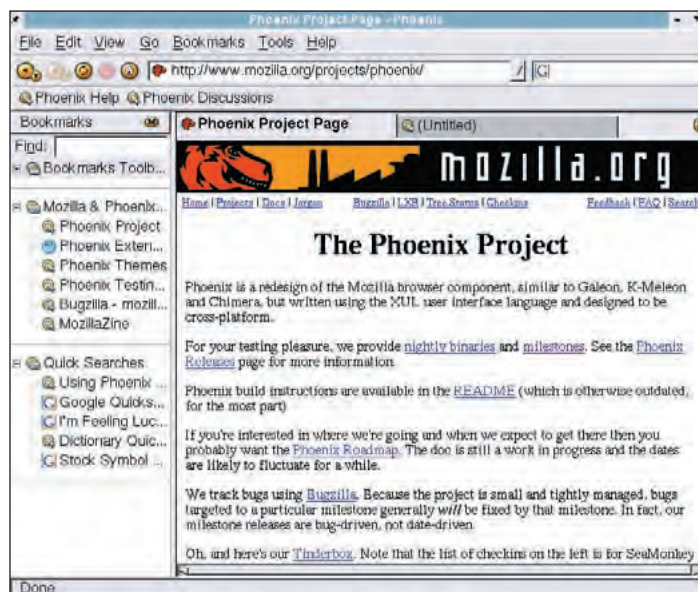 Phoenix Project Page - Phoenix
File Edit View Go Bookmarks Tools Help
http://www.mozilla.org/projects/phoenix/
Phoenix Help Phoenix Discussions
Bookmarks
Find:
Bookmarks Toolb...
Mozilla & Phoenix...
Phoenix Project
Phoenix Exten...
Phoenix Themes
Phoenix Testin...
Bugzilla - mozill...
MozillaZine
Quick Searches
Using Phoenix ...
Google Quicks...
I'm Feeling Luc...
Dictionary Quic...
Stock Symbol ...
Phoenix Project Page (Untitled)
mozilla.org
Home | Projects | Docs | Jargon Bugzilla | LXR | Tree Status | Checkins Feedback | FAQ | Search
The Phoenix Project
Phoenix is a redesign of the Mozilla browser component, similar to Galeon, K-Meleon
and Chimera, but written using the XUL user interface language and designed to be
cross-platform.
For your testing pleasure, we provide nightly binaries and milestones. See the Phoenix
Releases page for more information
Phoenix build instructions are available in the README (which is otherwise outdated,
for the most part)
If you're interested in where we're going and when we expect to get there then you
probably want the Phoenix Roadmap. The doc is still a work in progress and the dates
are likely to fluctuate for a while.
We track bugs using Bugzilla. Because the project is small and tightly managed, bugs
targeted to a particular milestone generally will be fixed by that milestone. In fact, our
milestone releases are bug-driven, not date-driven.
Oh, and here's our Tinderbox. Note that the list of checkins on the left is for SeaMonkey
Done